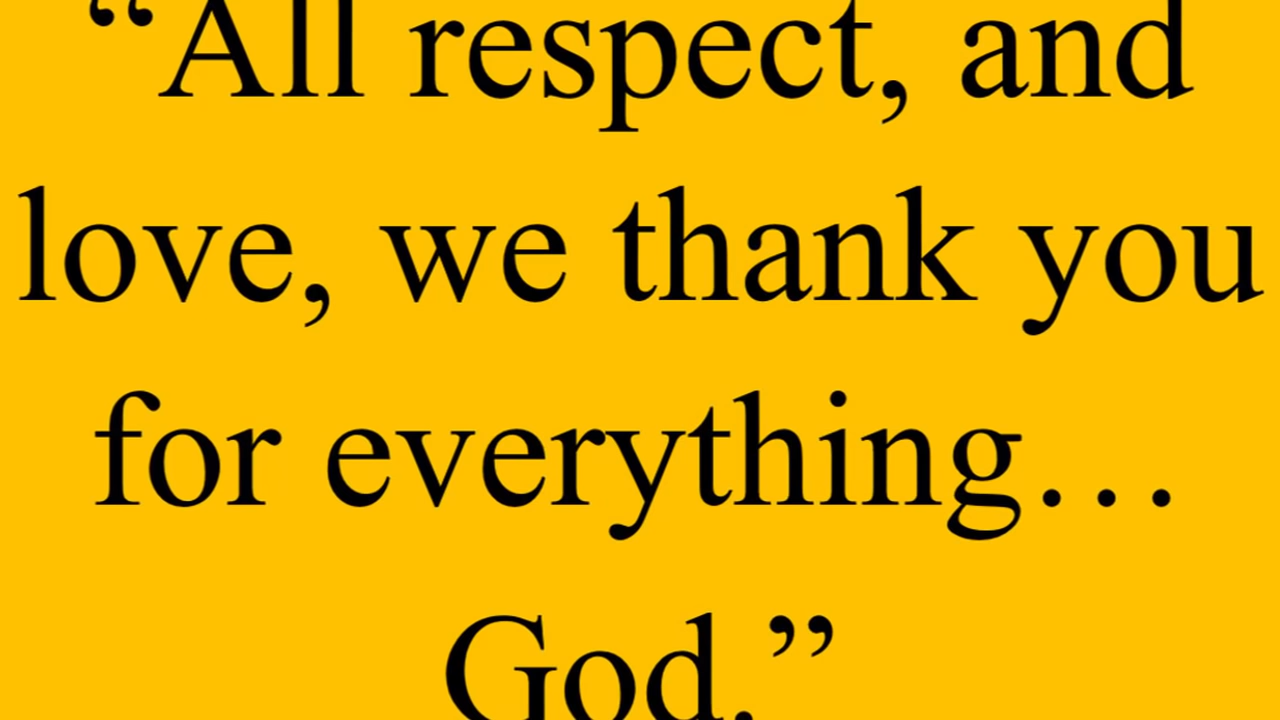 “All respect, and
love, we thank you
for everything…
God.”